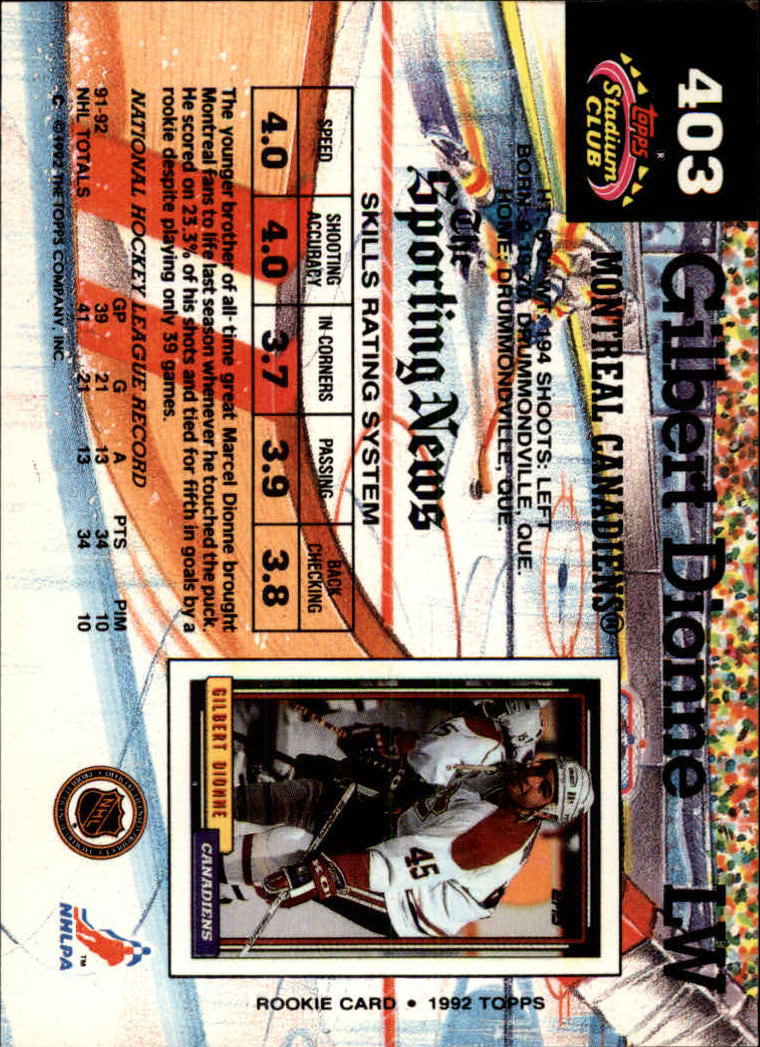 403
Topps®
Stadium
CLUB
Gilbert Dionne LW
MONTREAL CANADIENS®
194 SHOOTS: LEFT
DRUMMONDVILLE, QUE.
HOME: DRUMMONDVILLE, QUE.
The
Sporting News
SKILLS RATING SYSTEM
SPEED SHOOTING ACCURACY IN CORNERS PASSING BACK CHECKING
4.0 4.0 3.7 3.9 3.8
The younger brother of all-time great Marcel Dionne brought
Montreal fans to life last season whenever he touched the puck.
He scored on 23.3% of his shots and tied for fifth in goals by a
rookie despite playing only 39 games.
NATIONAL HOCKEY LEAGUE RECORD
GP G A PTS PIM
91-92 39 21 13 34 10
NHL TOTALS 41 21 13 34 10
C ©1992 THE TOPPS COMPANY, INC.
45
GILBERT DIONNE
CANADIENS
ROOKIE CARD • 1992 TOPPS
NHL
NHLPA
TM